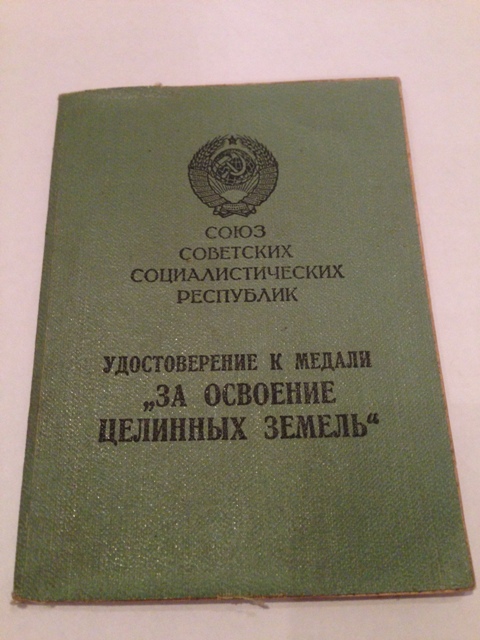 СОЮЗ
СОВЕТСКИХ
СОЦИАЛИСТИЧЕСКИХ
РЕСПУБЛИК
УДОСТОВЕРЕНИЕ К МЕДАЛИ
„ЗА ОСВОЕНИЕ
ЦЕЛИННЫХ ЗЕМЕЛЬ“